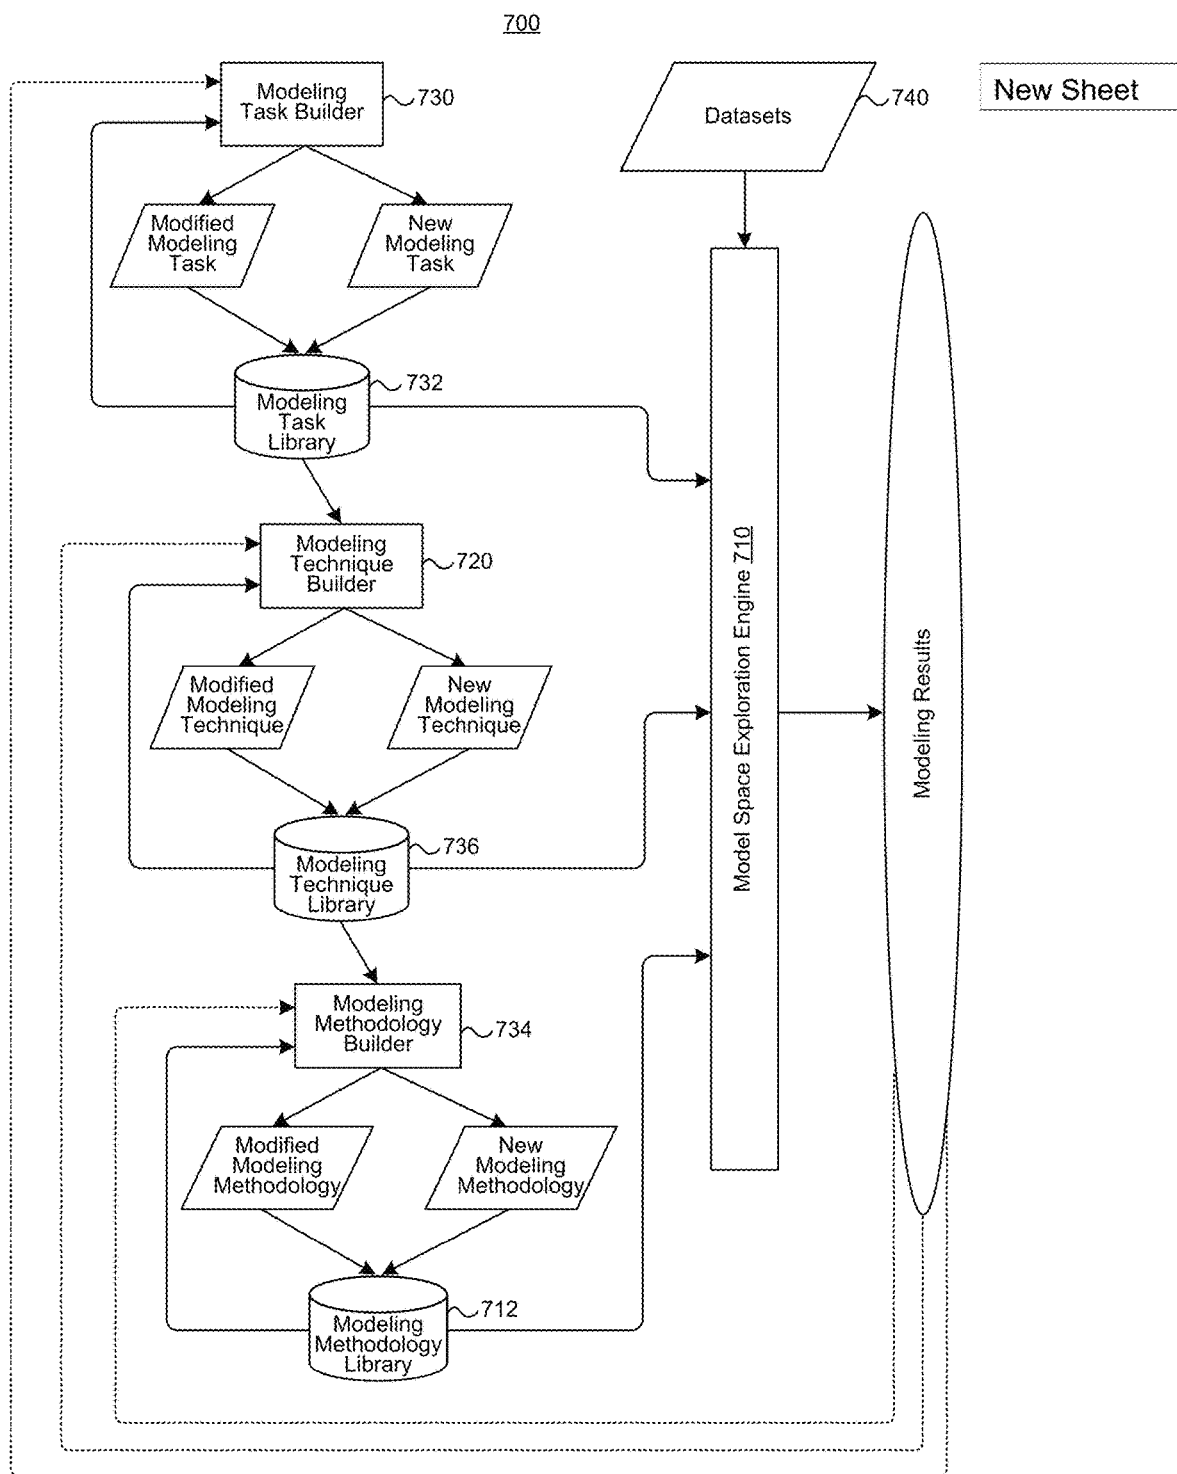 700
Modeling
Task Builder
730
Datasets
740
New Sheet
Modified
Modeling
Task
New
Modeling
Task
732
Modeling
Task
Library
Modeling
Technique
Builder
720
Modified
Modeling
Technique
New
Modeling
Technique
736
Modeling
Technique
Library
Model Space Exploration Engine 710
Modeling Results
Modeling
Methodology
Builder
734
Modified
Modeling
Methodology
New
Modeling
Methodology
712
Modeling
Methodology
Library